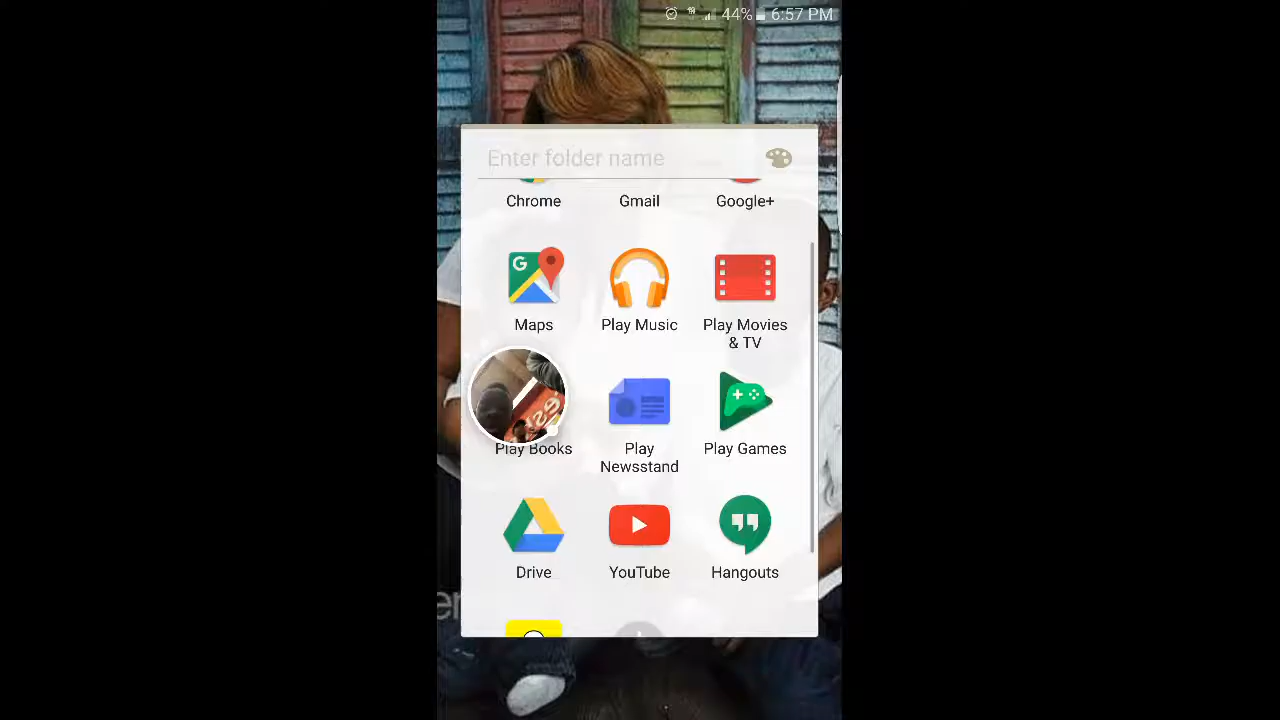 44% 6:57 PM
Enter folder name
Chrome Gmail Google+
G
Maps Play Music Play Movies
& TV
Play Books Play Play Games
Newsstand
Drive YouTube Hangouts